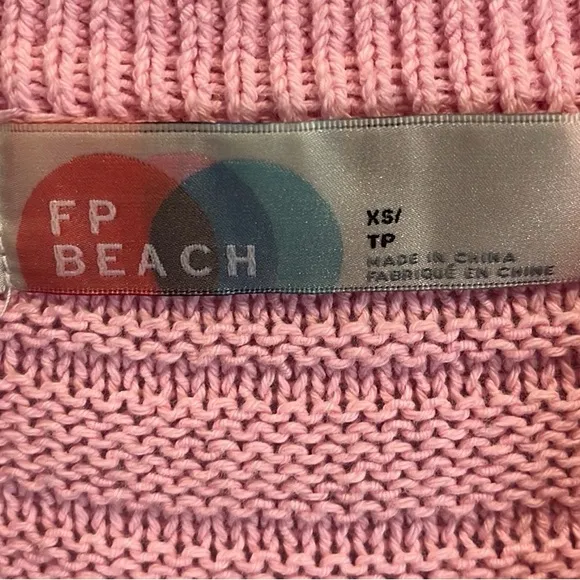 FP
BEACH
XS/
TP
MADE IN CHINA
FABRIQUÉ EN CHINE